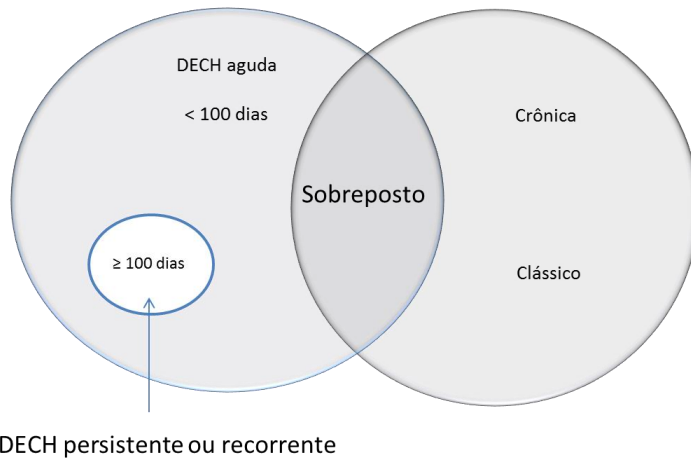 DECH aguda
< 100 dias
Crônica
Sobreposto
≥ 100 dias
Clássico
DECH persistente ou recorrente